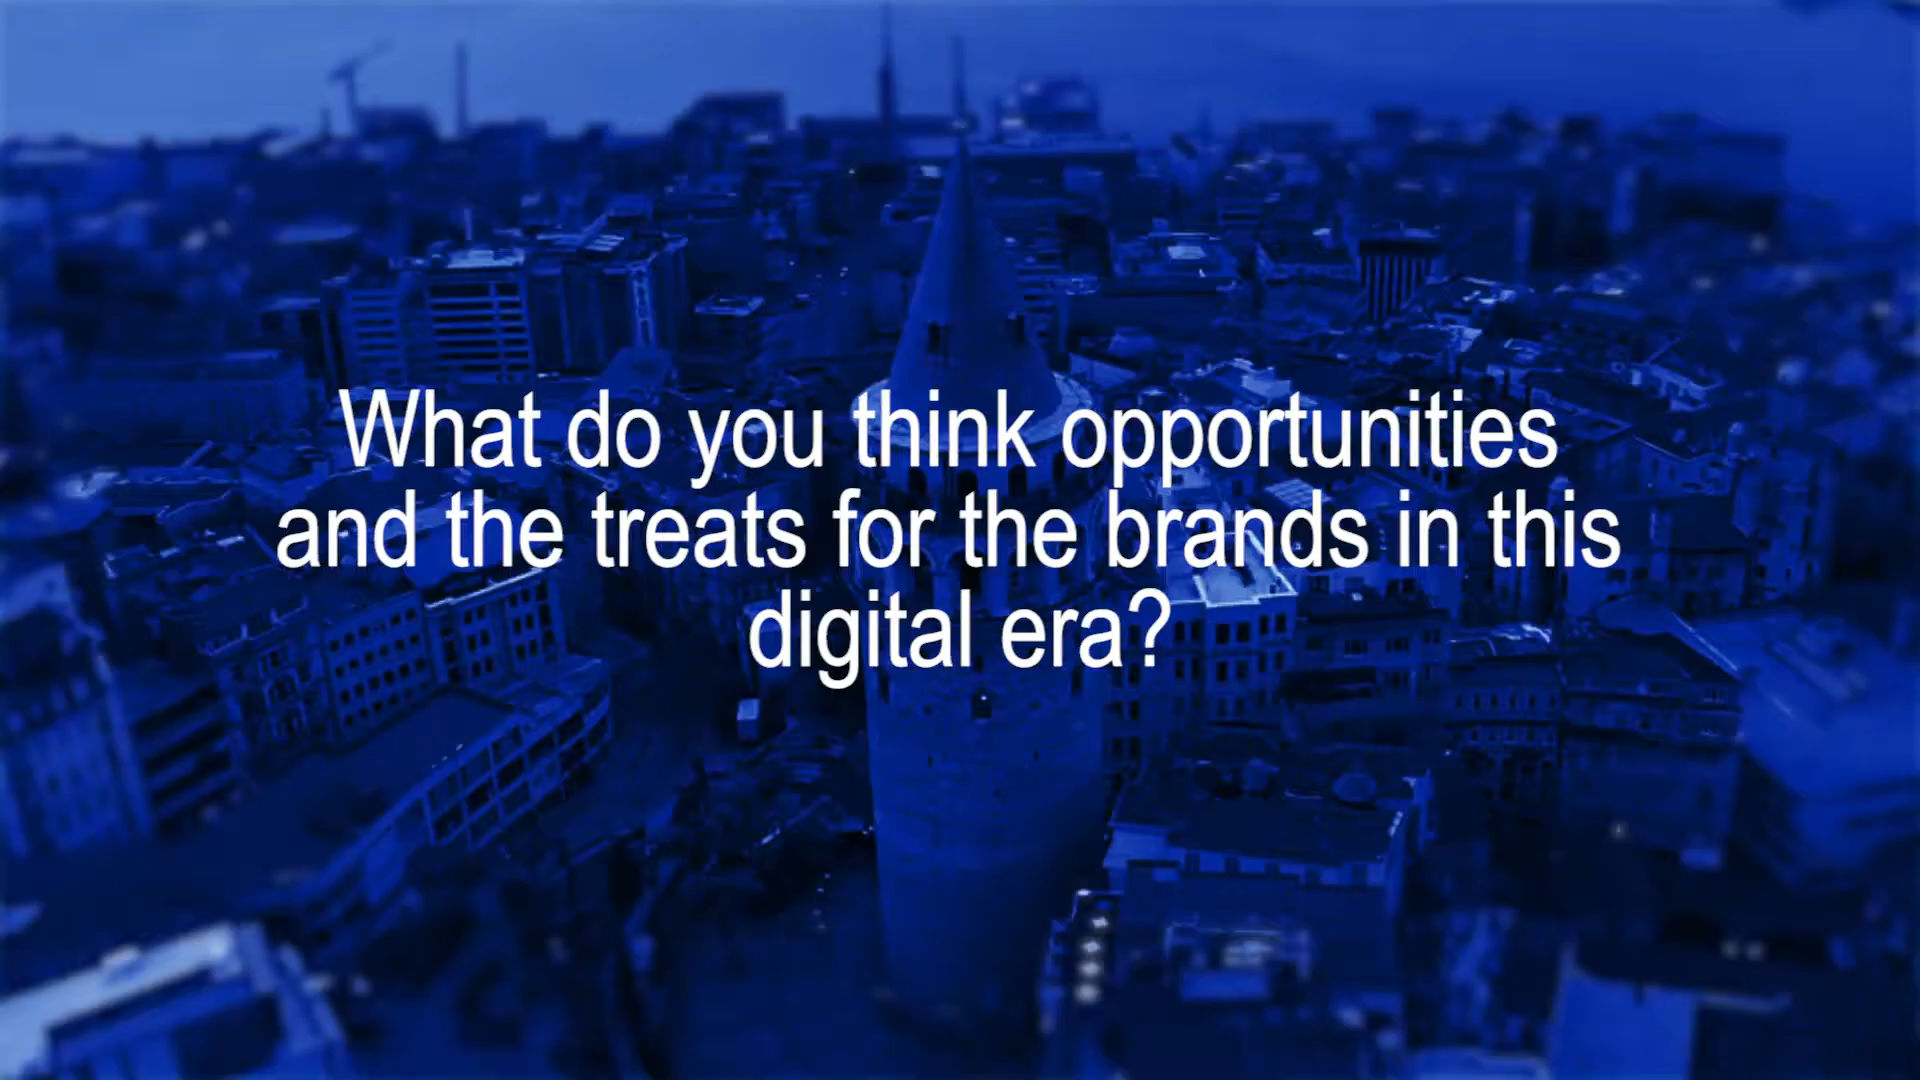 What do you think opportunities
and the treats for the brands in this
digital era?